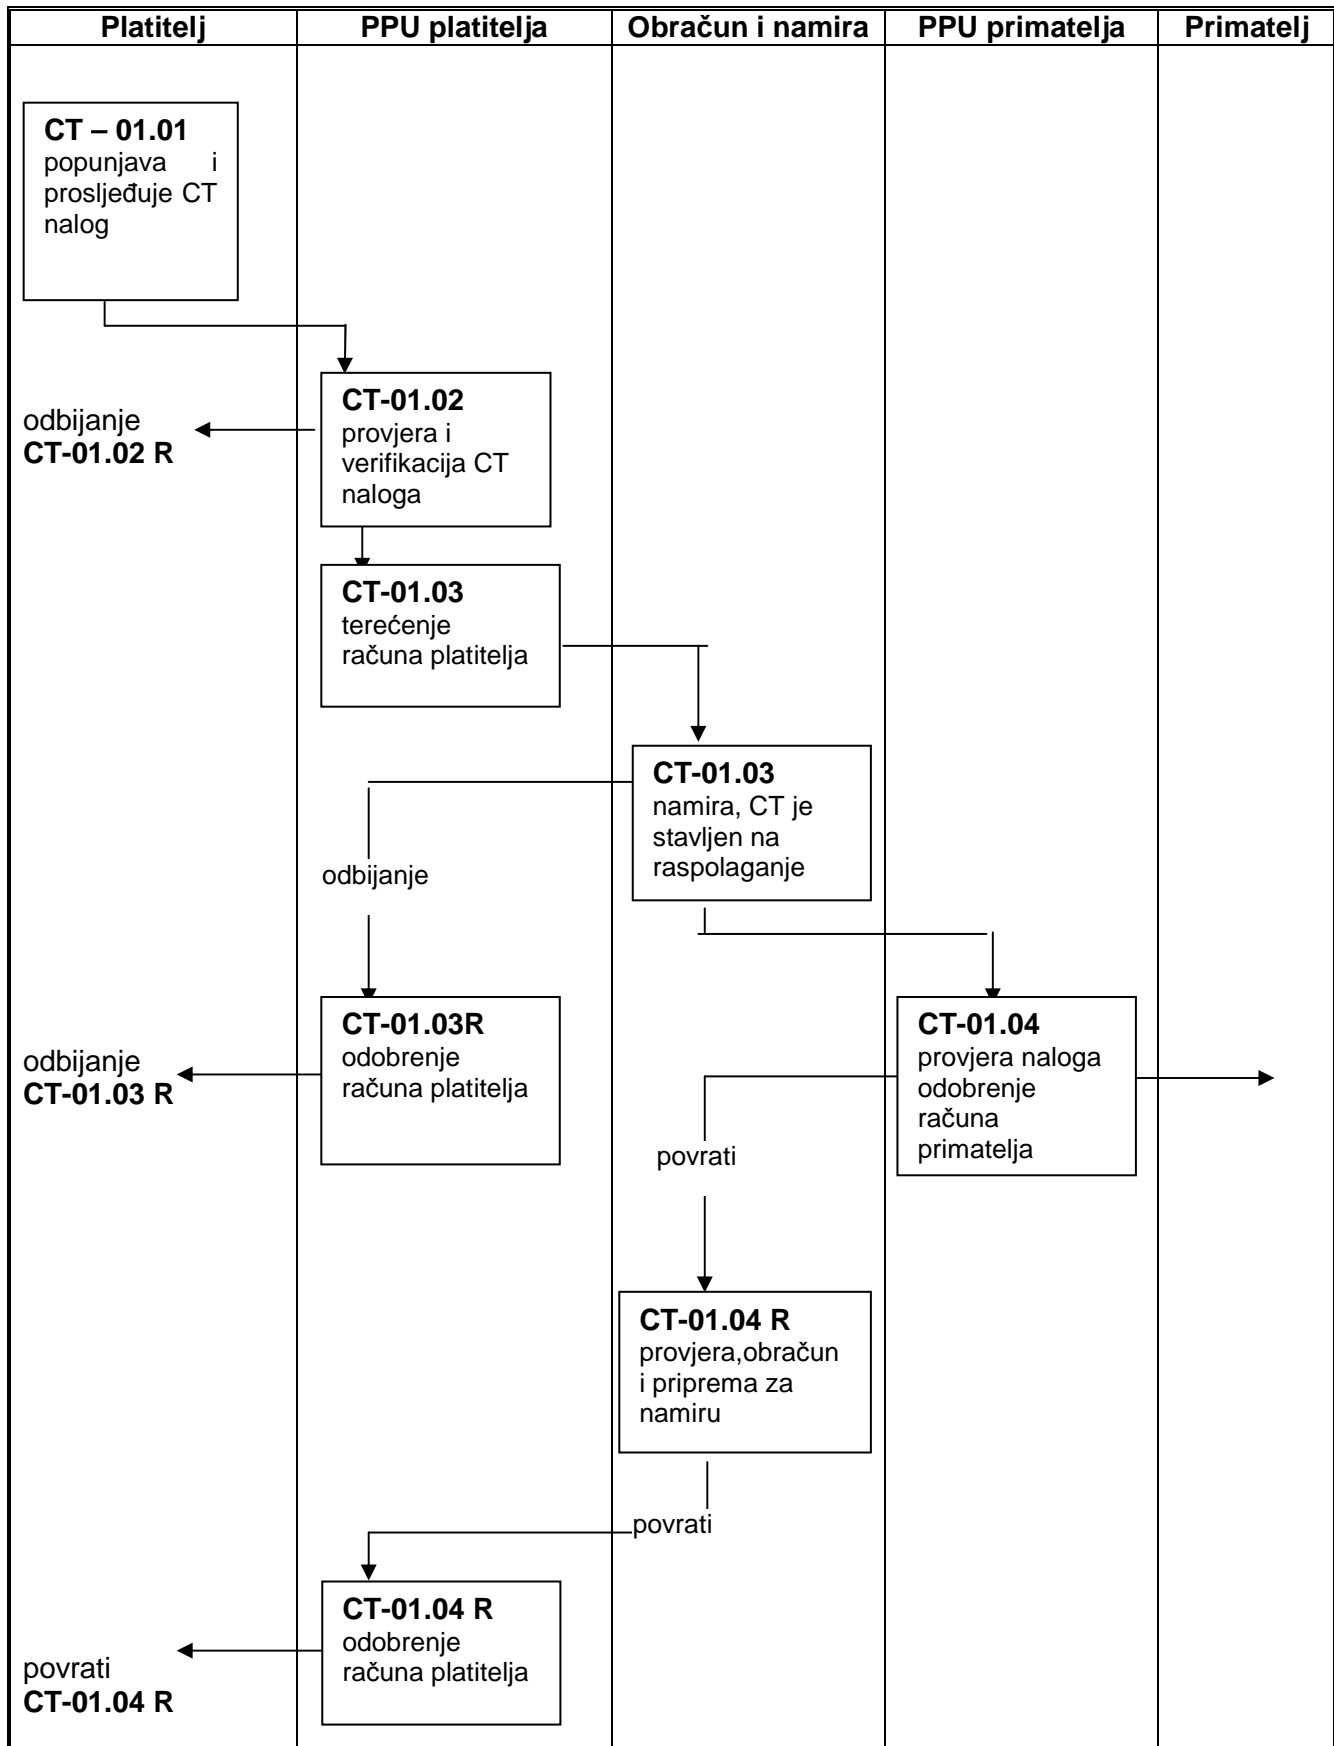 Platitelj
PPU platitelja
Obračun i namira
PPU primatelja
Primatelj
CT – 01.01
popunjava i
prosljeđuje CT
nalog
CT-01.02
provjera i
verifikacija CT
naloga
odbijanje
CT-01.02 R
CT-01.03
terećenje
računa platitelja
CT-01.03
namira, CT je
stavljen na
raspolaganje
odbijanje
CT-01.03R
odobrenje
računa platitelja
odbijanje
CT-01.03 R
CT-01.04
provjera naloga
odobrenje
računa
primatelja
povrati
CT-01.04 R
provjera,obračun
i priprema za
namiru
povrati
CT-01.04 R
odobrenje
računa platitelja
povrati
CT-01.04 R